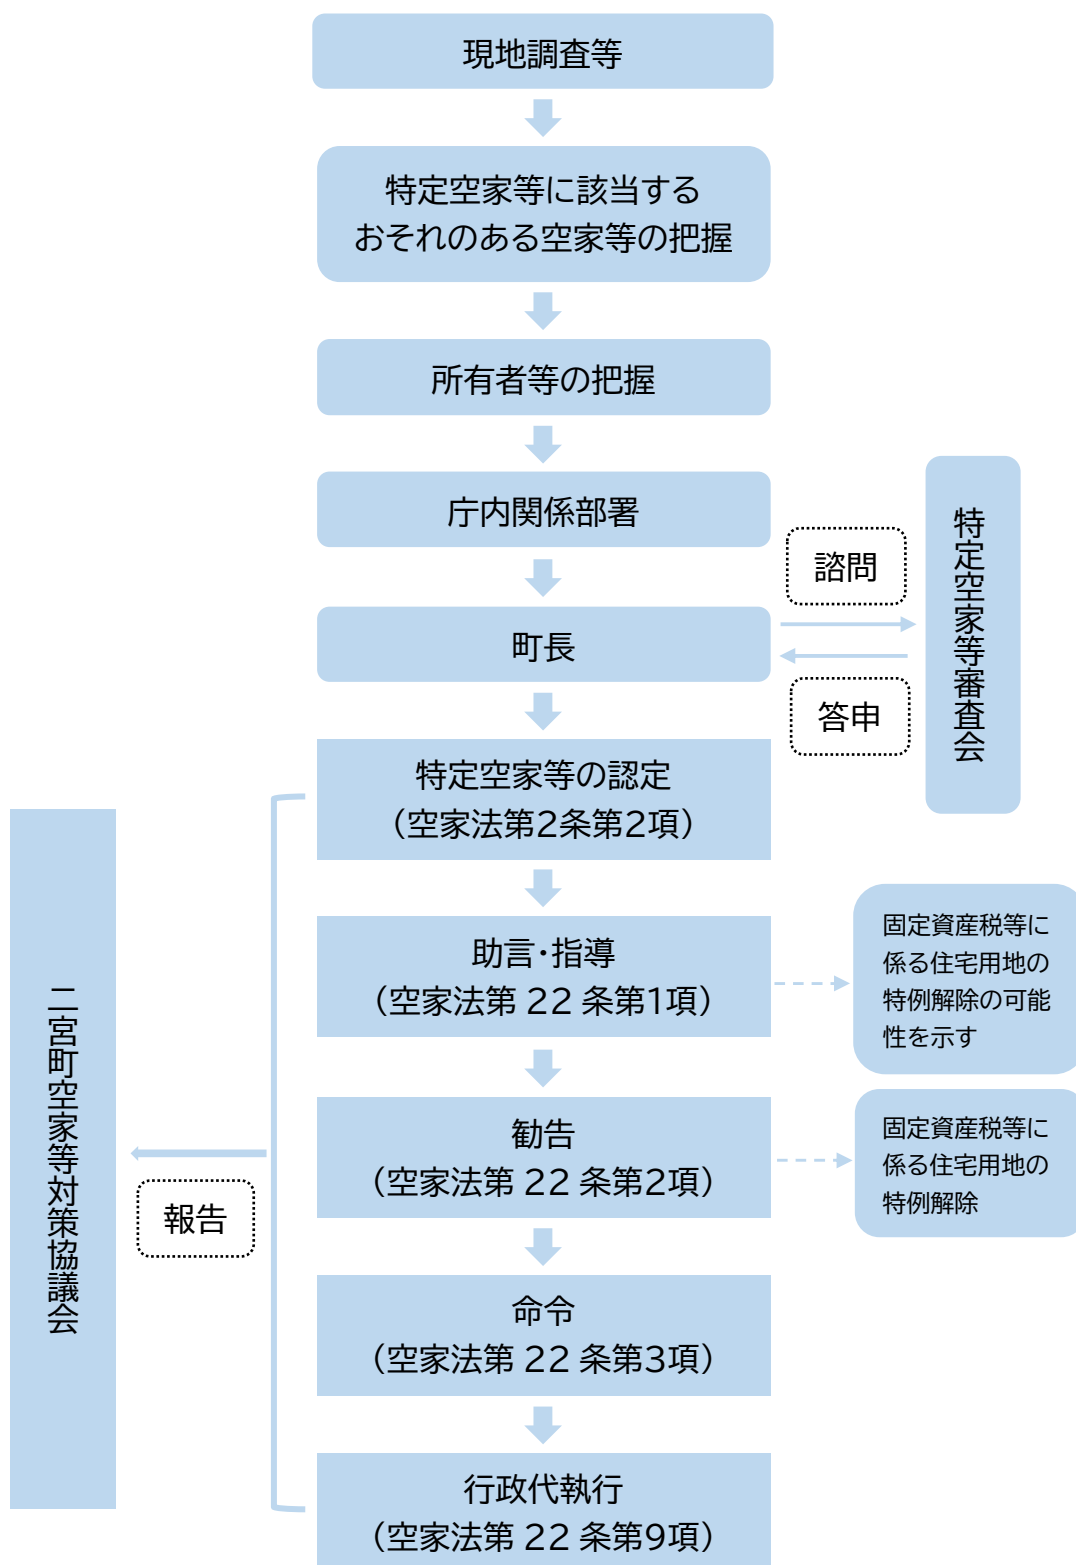 現地調査等
特定空家等に該当する
おそれのある空家等の把握
所有者等の把握
庁内関係部署
諮問
特定空家等審査会
町長
答申
特定空家等の認定
（空家法第2条第2項）
助言・指導
（空家法第 22 条第1項）
固定資産税等に
係る住宅用地の
特例解除の可能
性を示す
勧告
（空家法第 22 条第2項）
固定資産税等に
係る住宅用地の
特例解除
二宮町空家等対策協議会
報告
命令
（空家法第 22 条第3項）
行政代執行
（空家法第 22 条第9項）